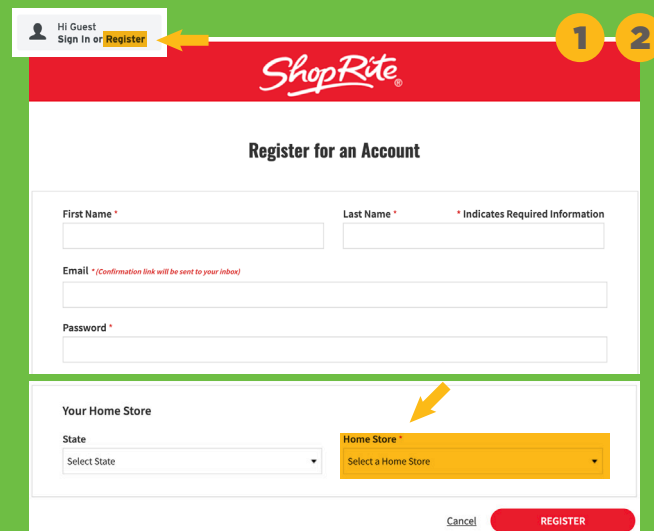 Hi Guest
Sign In or Register
1 2
ShopRite®
Register for an Account
First Name * Last Name * * Indicates Required Information
Email * (Confirmation link will be sent to your inbox)
Password *
Your Home Store
State Home Store *
Select State Select a Home Store
Cancel REGISTER